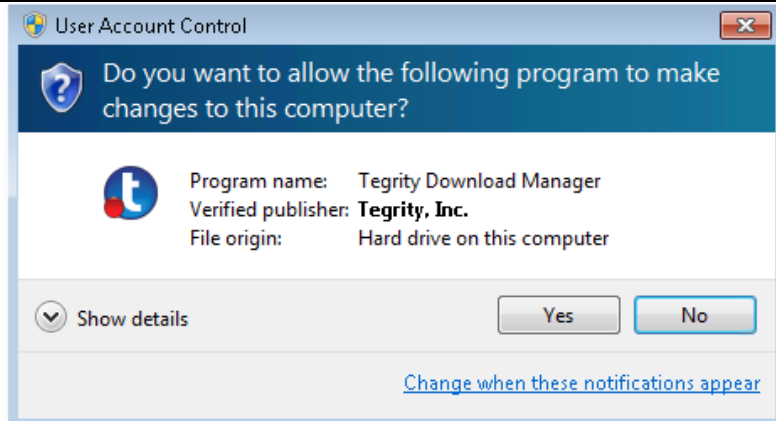 User Account Control
Do you want to allow the following program to make
changes to this computer?
Program name: Tegrity Download Manager
Verified publisher: Tegrity, Inc.
File origin: Hard drive on this computer
Show details
Yes
No
Change when these notifications appear